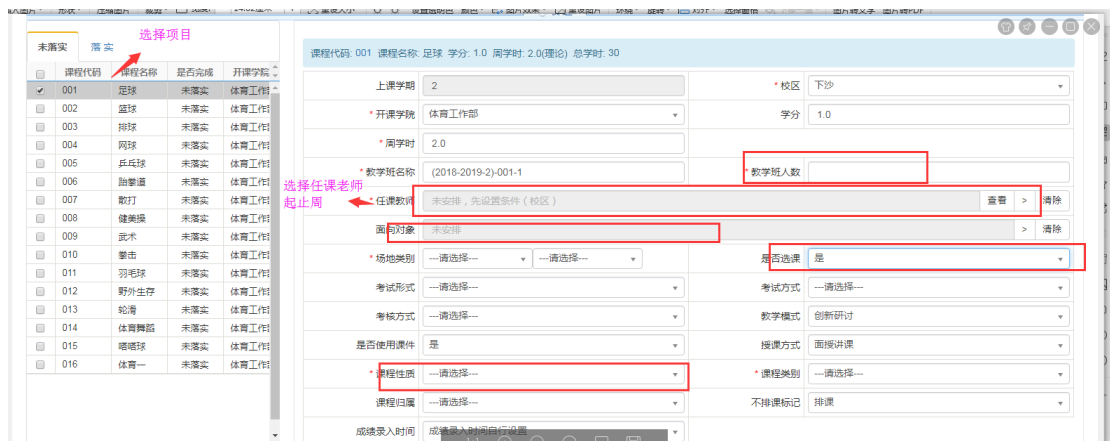 未落实 落 实
选择项目
课程代码 课程名称 是否完成 开课学院
001 足球 未落实 体育工作
002 篮球 未落实 体育工作
003 排球 未落实 体育工作
004 网球 未落实 体育工作
005 乒乓球 未落实 体育工作
006 跆拳道 未落实 体育工作
007 散打 未落实 体育工作
008 健美操 未落实 体育工作
009 武术 未落实 体育工作
010 拳击 未落实 体育工作
011 羽毛球 未落实 体育工作
012 野外生存 未落实 体育工作
013 轮滑 未落实 体育工作
014 体育舞蹈 未落实 体育工作
015 嗒嗒球 未落实 体育工作
016 体育一 未落实 体育工作
选择任课老师
起止周
课程代码: 001 课程名称: 足球 学分: 1.0 周学时: 2.0(理论) 总学时: 30
上课学期 2 * 校区 下沙
* 开课学院 体育工作部 学分 1.0
* 周学时 2.0
* 教学班名称 (2018-2019-2)-001-1 * 教学班人数
* 任课教师 未安排，先设置条件（校区） 查看 > 清除
面向对象 未安排 > 清除
* 场地类别 ---请选择--- ---请选择--- 是否选课 是
考试形式 ---请选择--- 考试方式 ---请选择---
考核方式 ---请选择--- 教学模式 创新研讨
是否使用课件 是 授课方式 面授讲课
* 课程性质 ---请选择--- * 课程类别 ---请选择---
课程归属 ---请选择--- 不排课标记 排课
成绩录入时间 成绩录入时间自行设置